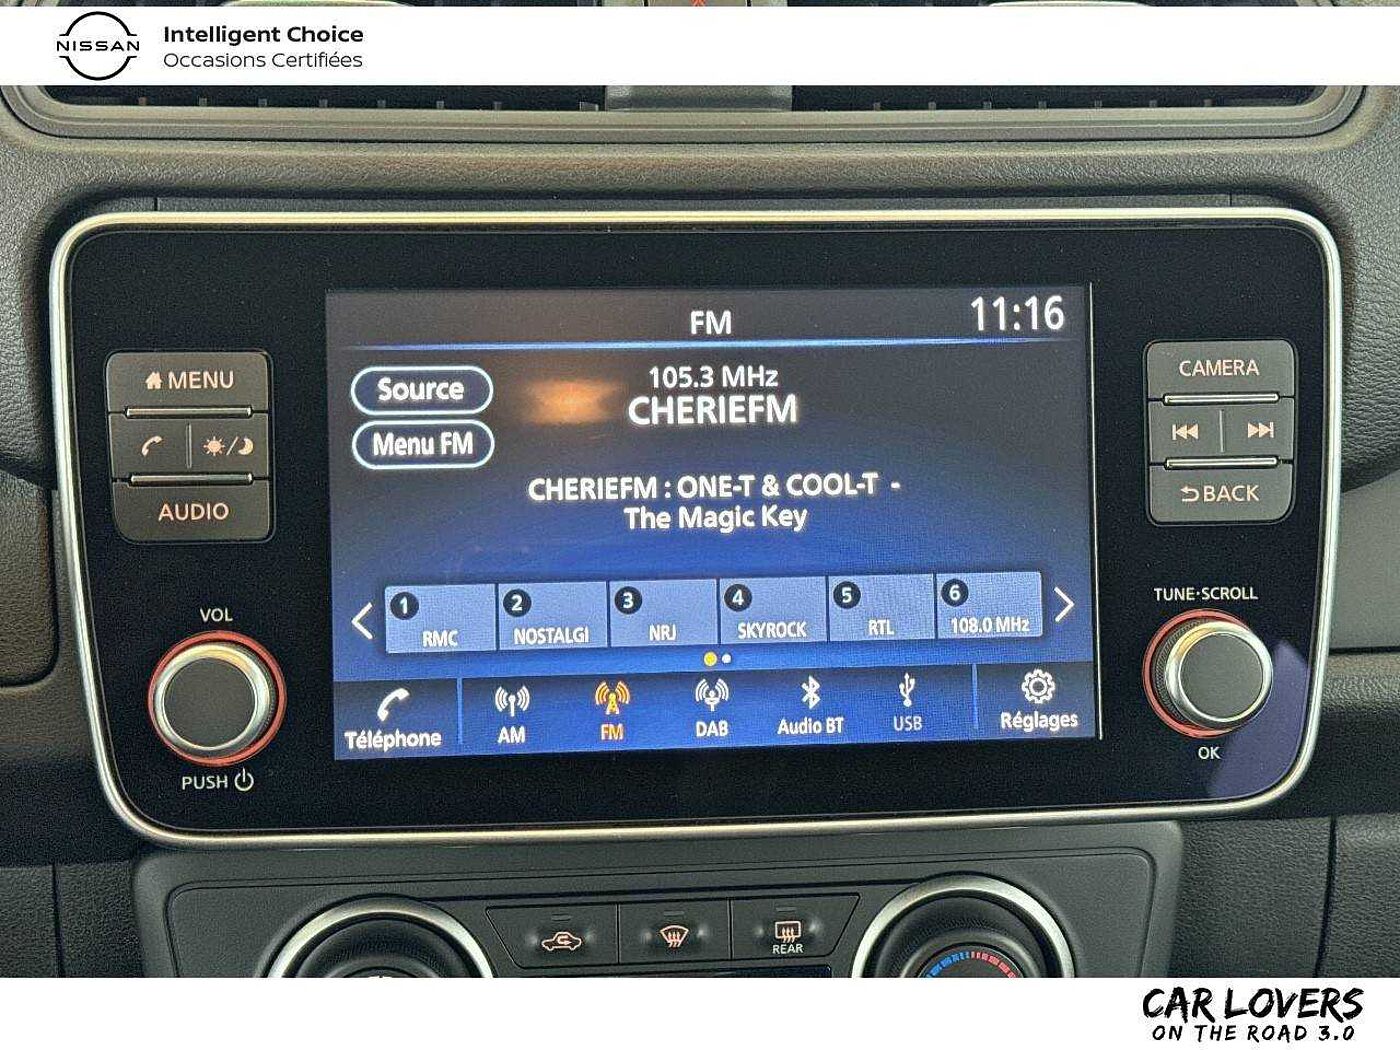 NISSAN
Intelligent Choice
Occasions Certifiées
FM
11:16
Source
Menu FM
105.3 MHz
CHERIEFM
CHERIEFM : ONE-T & COOL-T -
The Magic Key
1 RMC
2 NOSTALGI
3 NRJ
4 SKYROCK
5 RTL
6 108.0 MHz
Téléphone
AM
FM
DAB
Audio BT
USB
Réglages
MENU
AUDIO
VOL
PUSH
CAMERA
BACK
TUNE·SCROLL
OK
REAR
CAR LOVERS
ON THE ROAD 3.0